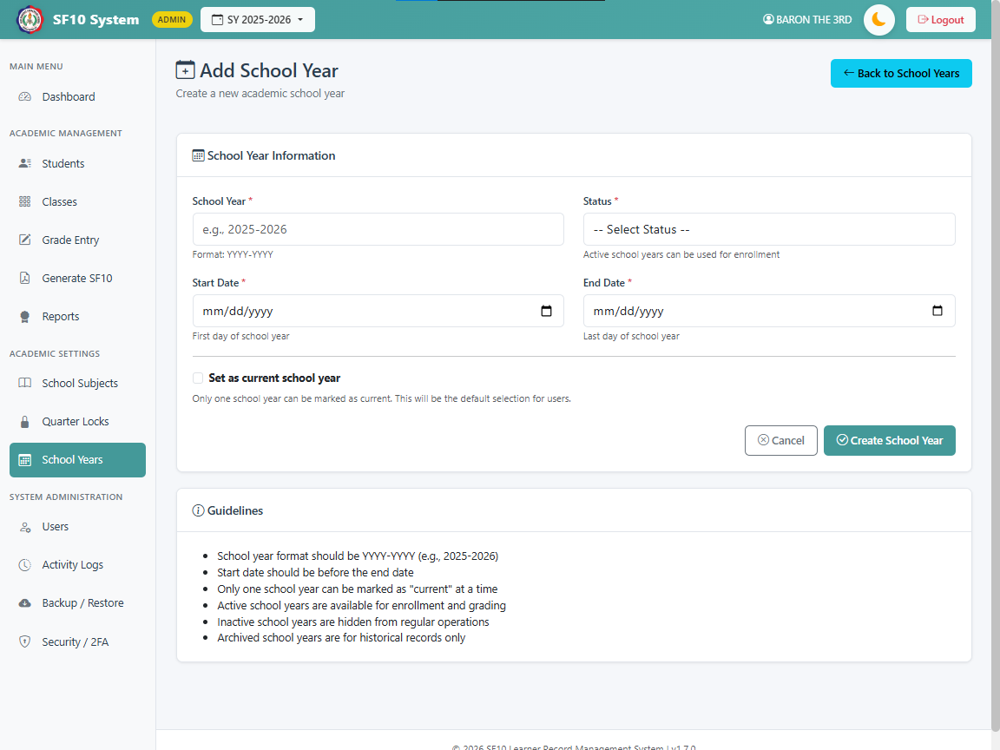 SF10 System
ADMIN
SY 2025-2026
BARON THE 3RD
Logout
MAIN MENU
Dashboard
ACADEMIC MANAGEMENT
Students
Classes
Grade Entry
Generate SF10
Reports
ACADEMIC SETTINGS
School Subjects
Quarter Locks
School Years
SYSTEM ADMINISTRATION
Users
Activity Logs
Backup / Restore
Security / 2FA
Add School Year
Create a new academic school year
← Back to School Years
School Year Information
School Year *
e.g., 2025-2026
Format: YYYY-YYYY
Status *
-- Select Status --
Active school years can be used for enrollment
Start Date *
mm/dd/yyyy
First day of school year
End Date *
mm/dd/yyyy
Last day of school year
Set as current school year
Only one school year can be marked as current. This will be the default selection for users.
Cancel
Create School Year
Guidelines
• School year format should be YYYY-YYYY (e.g., 2025-2026)
• Start date should be before the end date
• Only one school year can be marked as "current" at a time
• Active school years are available for enrollment and grading
• Inactive school years are hidden from regular operations
• Archived school years are for historical records only
© 2026 SF10 Learner Record Management System | v1.7.0